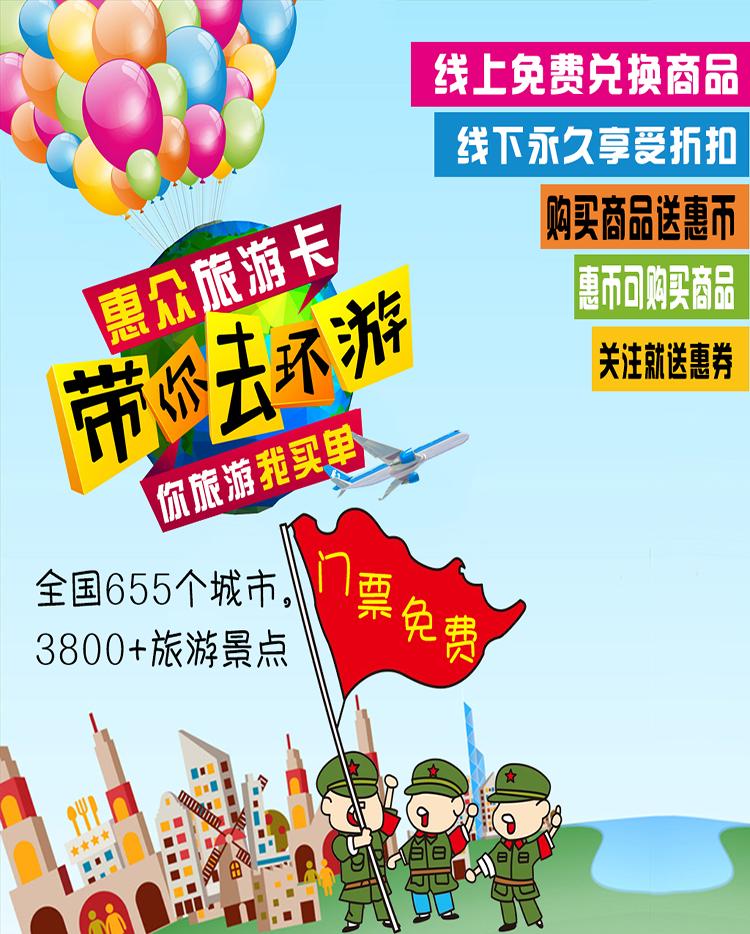 线上免费兑换商品
线下永久享受折扣
购买商品送惠币
惠币可购买商品
关注就送惠券
惠众旅游卡
带你去环游
你旅游我买单
门票免费
全国655个城市。
3800+旅游景点